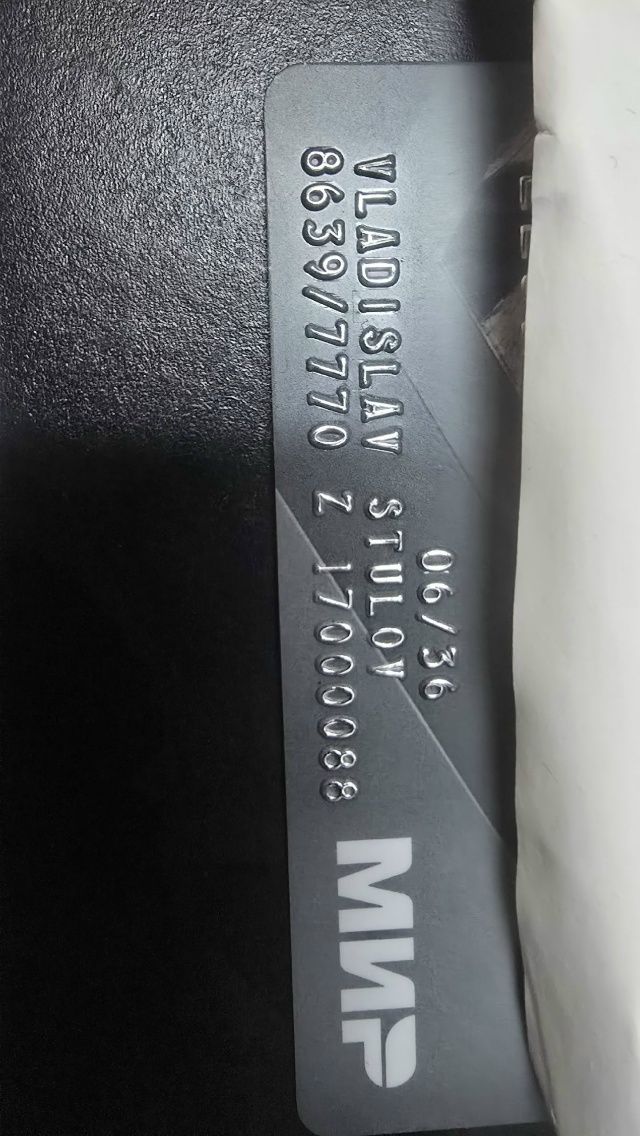 06/36
VLADISLAV STULOV
8639/7770 Z 17000088
МИР